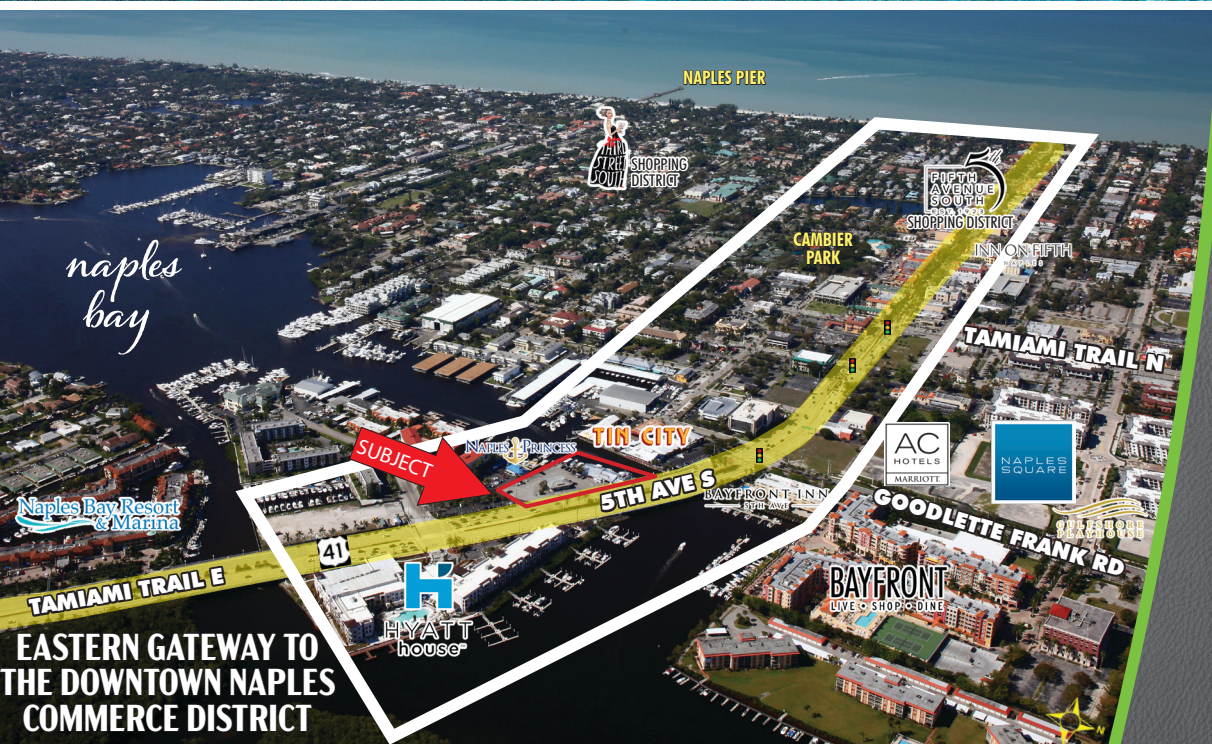 NAPLES PIER
THIRD
STREET
SOUTH
SHOPPING
DISTRICT
5th
FIFTH
AVENUE
SOUTH
SHOPPING DISTRICT
INN ON FIFTH
NAPLES
CAMBIER
PARK
naples
bay
TAMIAMI TRAIL N
SUBJECT
NAPLES PRINCESS
TIN CITY
AC
HOTELS
MARRIOTT
NAPLES
SQUARE
5TH AVE S
BAYFRONT INN
5TH AVE
GOODLETTE FRANK RD
GULFSHORE
PLAYHOUSE
Naples Bay Resort
& Marina
41
TAMIAMI TRAIL E
HYATT
house™
BAYFRONT
LIVE • SHOP • DINE
EASTERN GATEWAY TO
THE DOWNTOWN NAPLES
COMMERCE DISTRICT
N